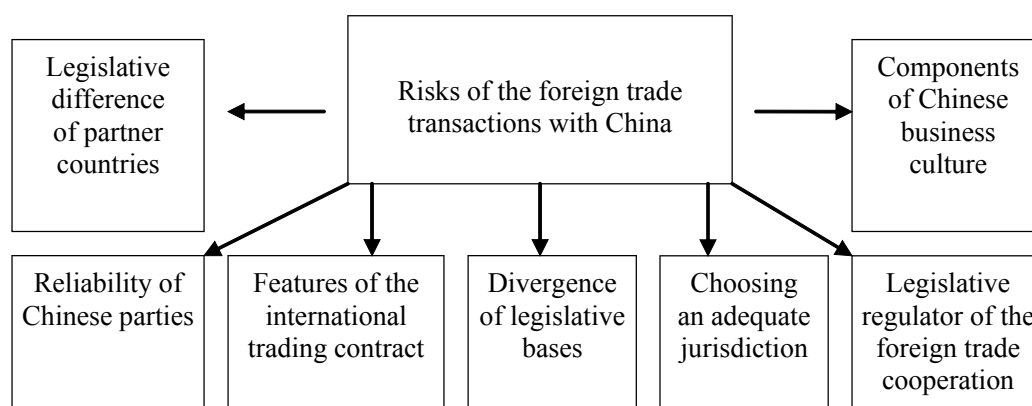 Legislative
difference
of partner
countries
Risks of the foreign trade
transactions with China
Components
of Chinese
business
culture
Reliability of
Chinese parties
Features of the
international
trading contract
Divergence
of legislative
bases
Choosing
an adequate
jurisdiction
Legislative
regulator of the
foreign trade
cooperation